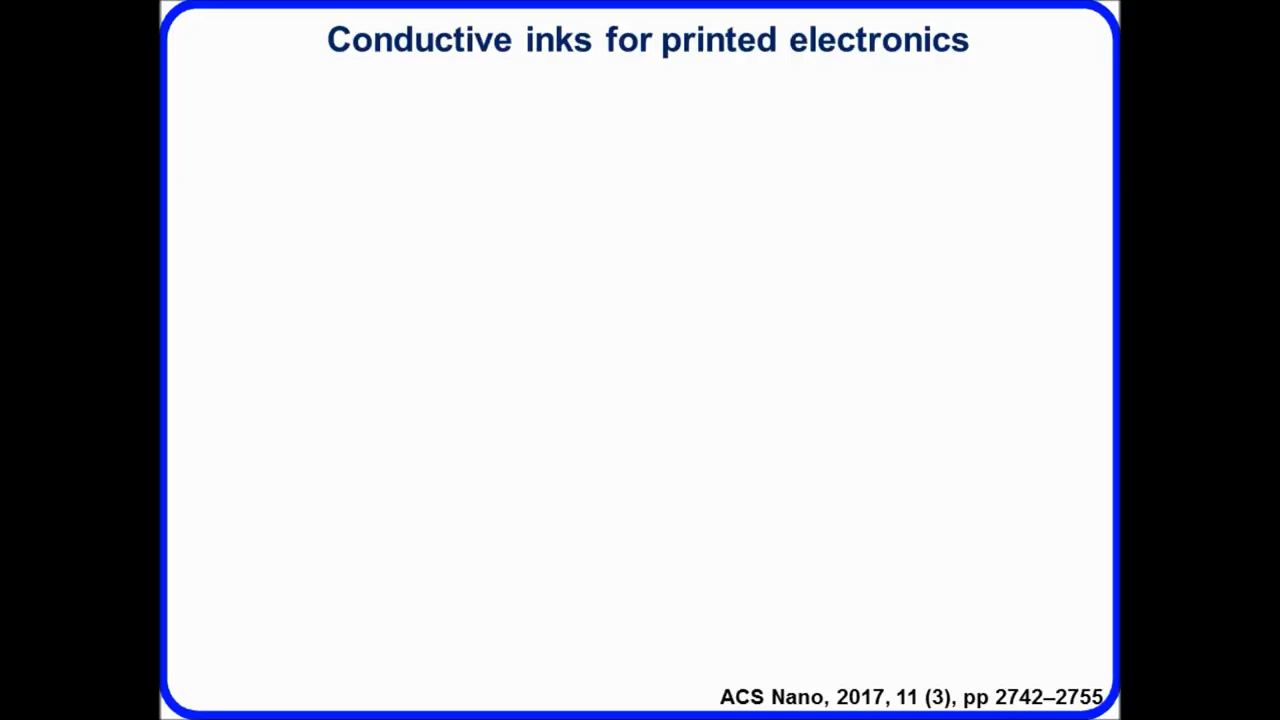 Conductive inks for printed electronics
ACS Nano, 2017, 11 (3), pp 2742–2755